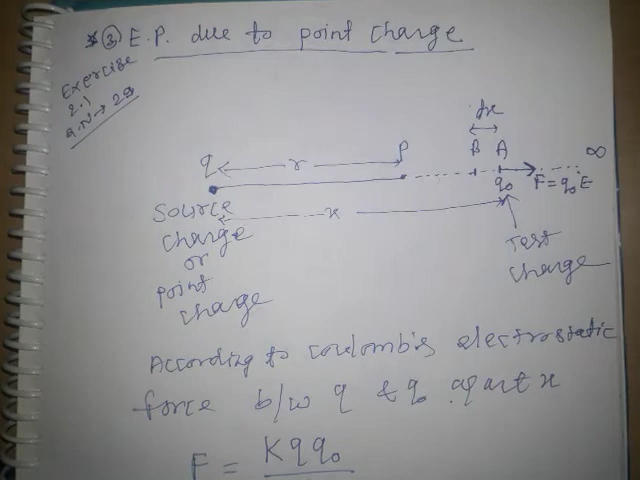 *③ E.P. due to point charge
Exercise
2.1
Q.N → 29
dx
q r P B A ∞
q₀ F = q₀E
x
Source
charge
or
point
charge
Test
charge
According to coulomb's electrostatic
force b/w q & q₀ apart x
F = Kqq₀